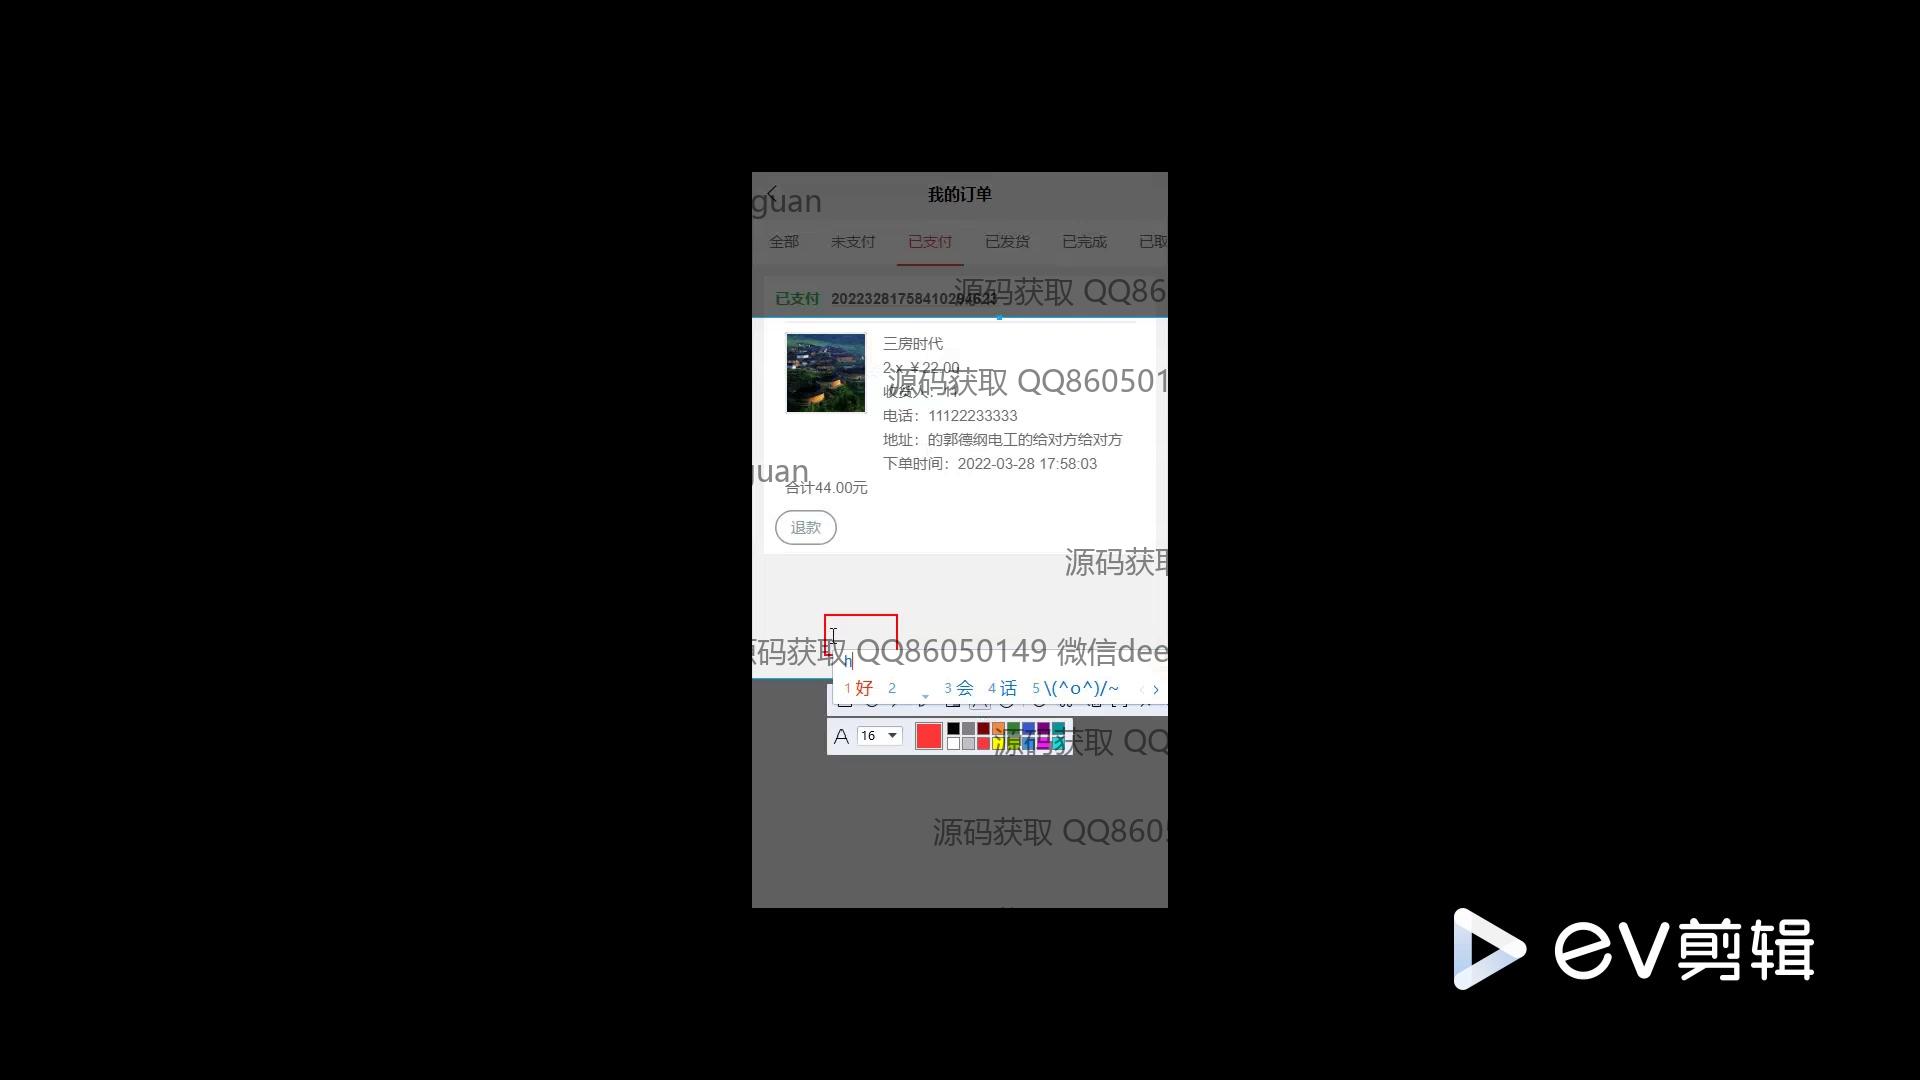 我的订单
guan
全部 未支付 已支付 已发货 已完成 已取
源码获取 QQ86
已支付
三房时代
2 x ￥22.00
源码获取 QQ860501
收货人：
电话：11122233333
地址：的郭德纲电工的给对方给对方
下单时间：2022-03-28 17:58:03
uan
合计44.00元
退款
源码获取
码获取 QQ86050149 微信dee
h
1 好 2 3 会 4 话 5 \(^o^)/~
A 16
源码获取 QQ
源码获取 QQ8605
ev剪辑